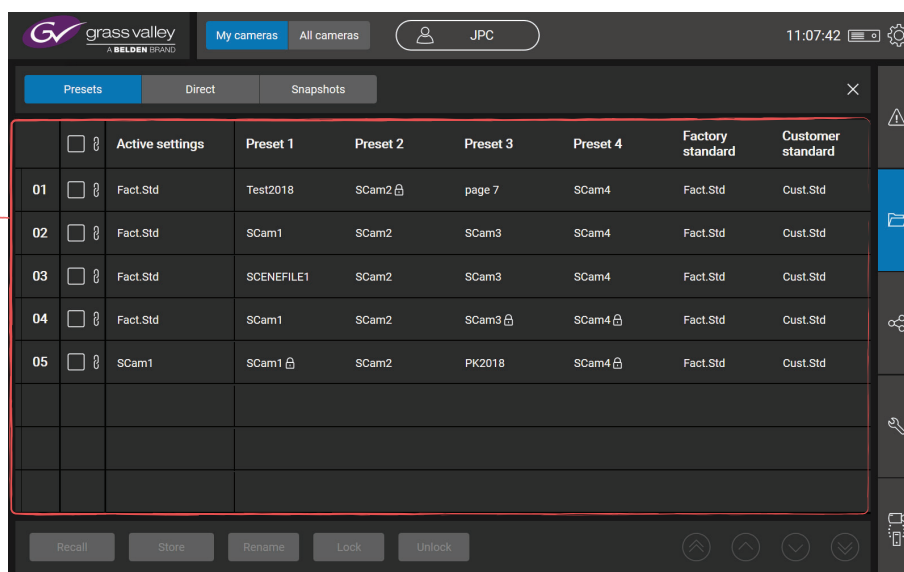 GV grass valley
A BELDEN BRAND
My cameras All cameras JPC 11:07:42
Presets Direct Snapshots
Active settings Preset 1 Preset 2 Preset 3 Preset 4 Factory standard Customer standard
01 Fact.Std Test2018 SCam2 page 7 SCam4 Fact.Std Cust.Std
02 Fact.Std SCam1 SCam2 SCam3 SCam4 Fact.Std Cust.Std
03 Fact.Std SCENEFILE1 SCam2 SCam3 SCam4 Fact.Std Cust.Std
04 Fact.Std SCam1 SCam2 SCam3 SCam4 Fact.Std Cust.Std
05 SCam1 SCam1 SCam2 PK2018 SCam4 Fact.Std Cust.Std
Recall Store Rename Lock Unlock